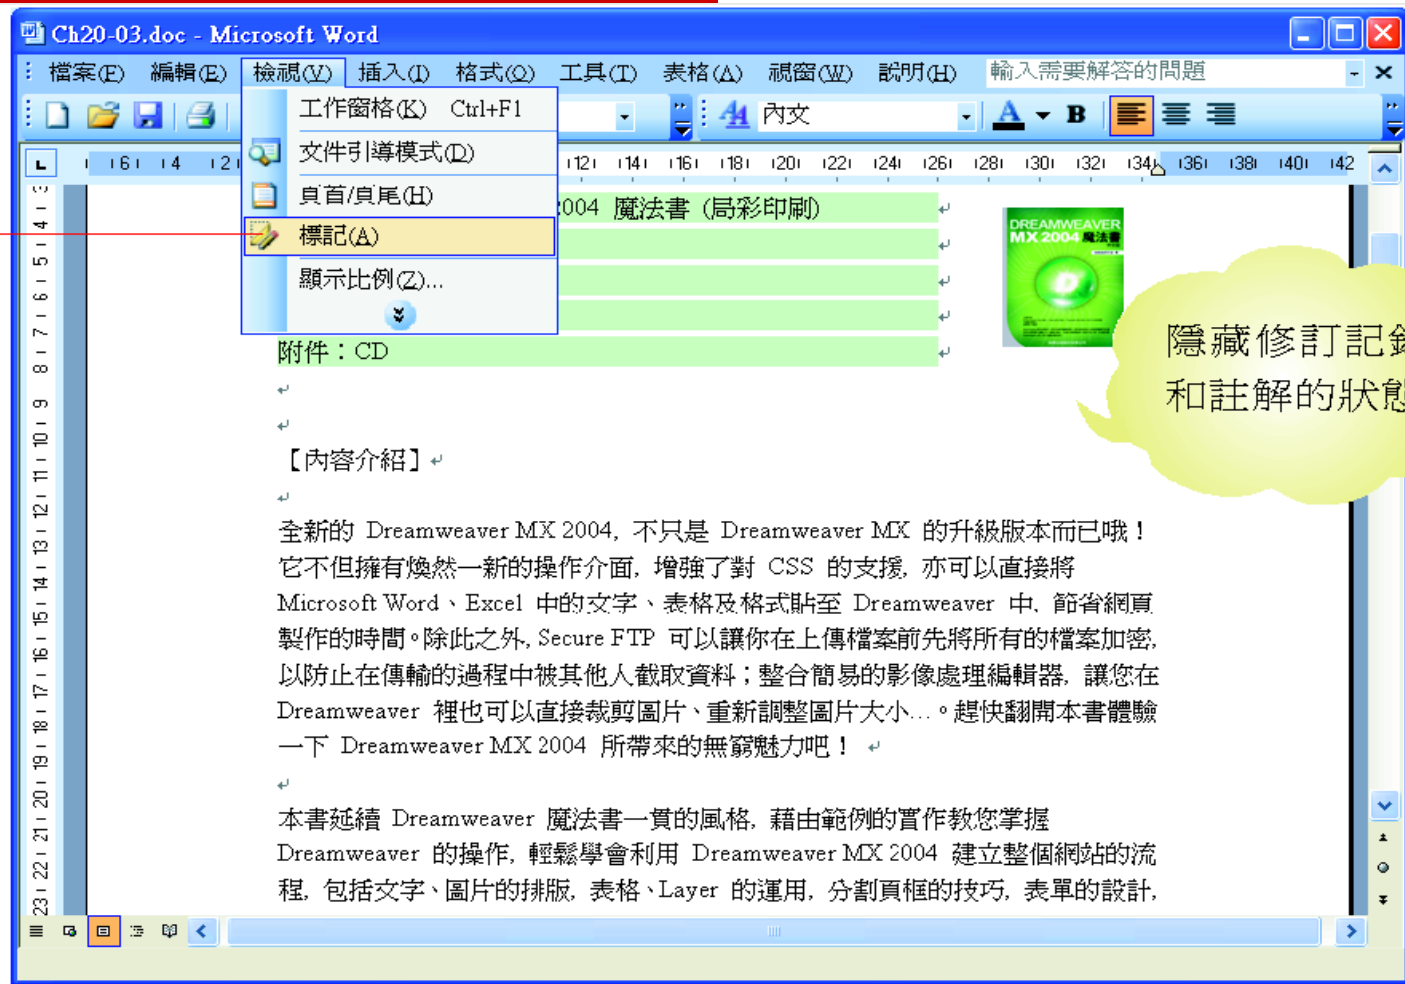 Ch20-03.doc - Microsoft Word
檔案(F) 編輯(E) 檢視(V) 插入(I) 格式(O) 工具(T) 表格(A) 視窗(W) 說明(H) 輸入需要解答的問題
內文 A B
工作窗格(K) Ctrl+F1
文件引導模式(D)
頁首/頁尾(H)
標記(A)
顯示比例(Z)...
2004 魔法書 (局彩印刷)
DREAMWEAVER
MX 2004 魔法書
隱藏修訂記錄
和註解的狀態
附件：CD
【內容介紹】
全新的 Dreamweaver MX 2004, 不只是 Dreamweaver MX 的升級版本而已哦！
它不但擁有煥然一新的操作介面, 增強了對 CSS 的支援, 亦可以直接將
Microsoft Word、Excel 中的文字、表格及格式貼至 Dreamweaver 中, 節省網頁
製作的時間。除此之外, Secure FTP 可以讓你在上傳檔案前先將所有的檔案加密,
以防止在傳輸的過程中被其他人截取資料；整合簡易的影像處理編輯器, 讓您在
Dreamweaver 裡也可以直接裁剪圖片、重新調整圖片大小…。趕快翻開本書體驗
一下 Dreamweaver MX 2004 所帶來的無窮魅力吧！
本書延續 Dreamweaver 魔法書一貫的風格, 藉由範例的實作教您掌握
Dreamweaver 的操作, 輕鬆學會利用 Dreamweaver MX 2004 建立整個網站的流
程, 包括文字、圖片的排版, 表格、Layer 的運用, 分割頁框的技巧, 表單的設計,